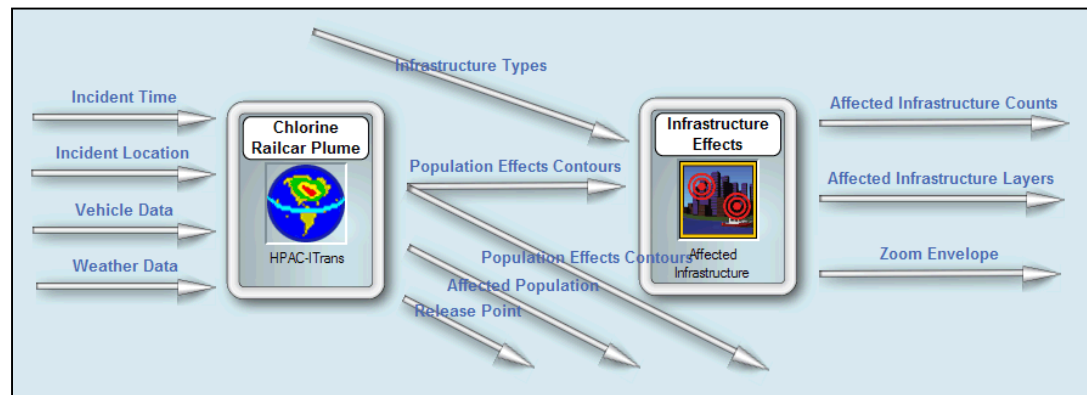 Infrastructure Types
Incident Time
Incident Location
Vehicle Data
Weather Data
Chlorine
Railcar Plume
HPAC-ITrans
Population Effects Contours
Population Effects Contours
Affected Population
Release Point
Infrastructure
Effects
Affected
Infrastructure
Affected Infrastructure Counts
Affected Infrastructure Layers
Zoom Envelope